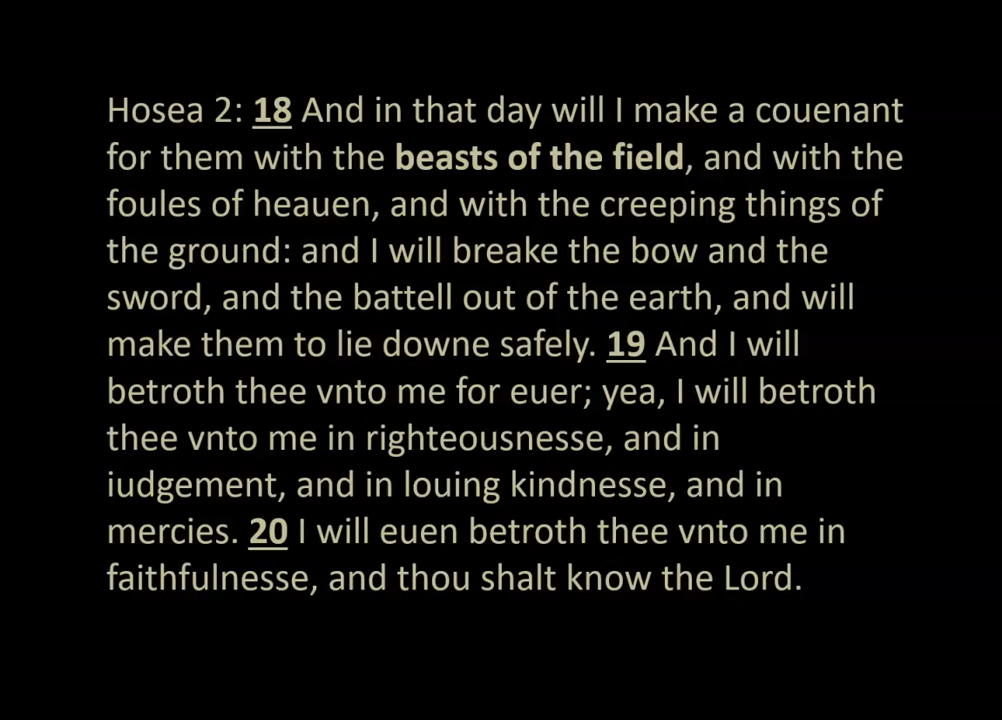 Hosea 2: 18 And in that day will I make a couenant
for them with the beasts of the field, and with the
foules of heauen, and with the creeping things of
the ground: and I will breake the bow and the
sword, and the battell out of the earth, and will
make them to lie downe safely. 19 And I will
betroth thee vnto me for euer; yea, I will betroth
thee vnto me in righteousnesse, and in
iudgement, and in louing kindnesse, and in
mercies. 20 I will euen betroth thee vnto me in
faithfulnesse, and thou shalt know the Lord.